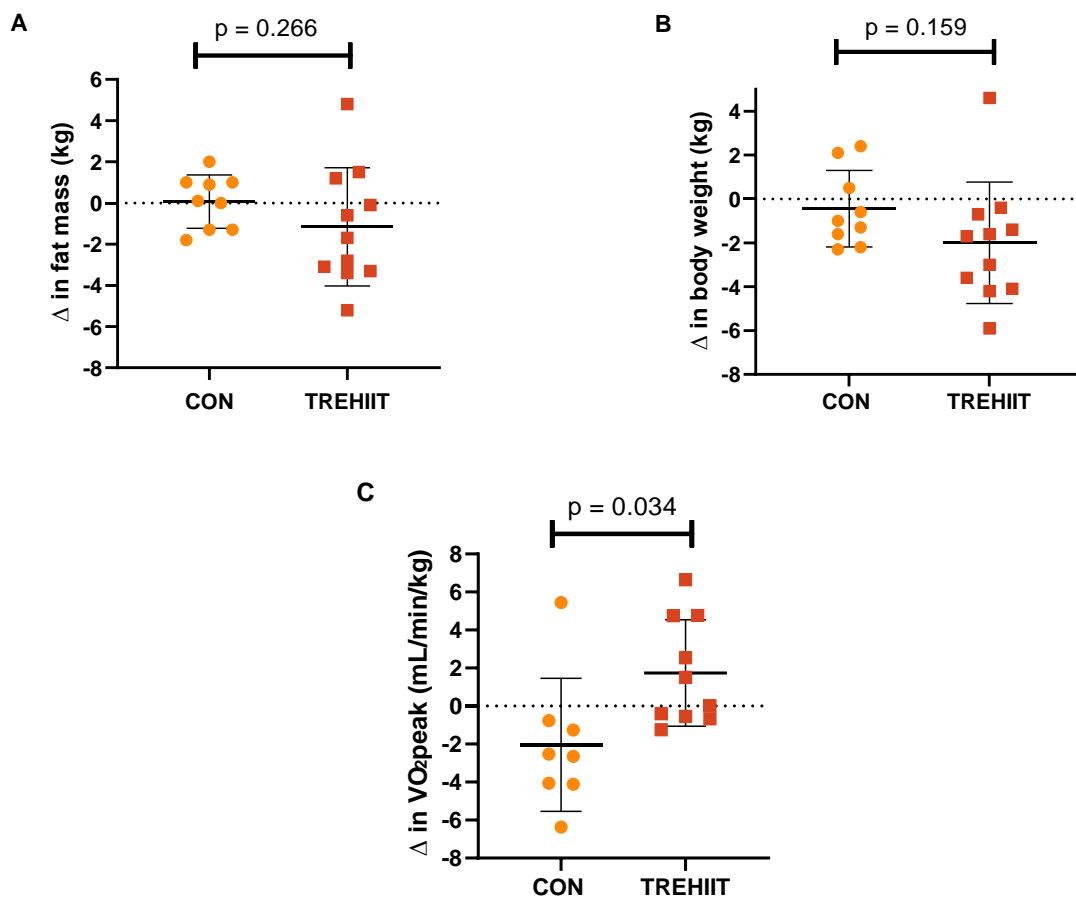 A
p = 0.266
Δ in fat mass (kg)
6
4
2
0
-2
-4
-6
-8
CON TREHIIT
B
p = 0.159
Δ in body weight (kg)
4
2
0
-2
-4
-6
-8
CON TREHIIT
C
p = 0.034
Δ in VO₂peak (mL/min/kg)
8
6
4
2
0
-2
-4
-6
-8
CON TREHIIT